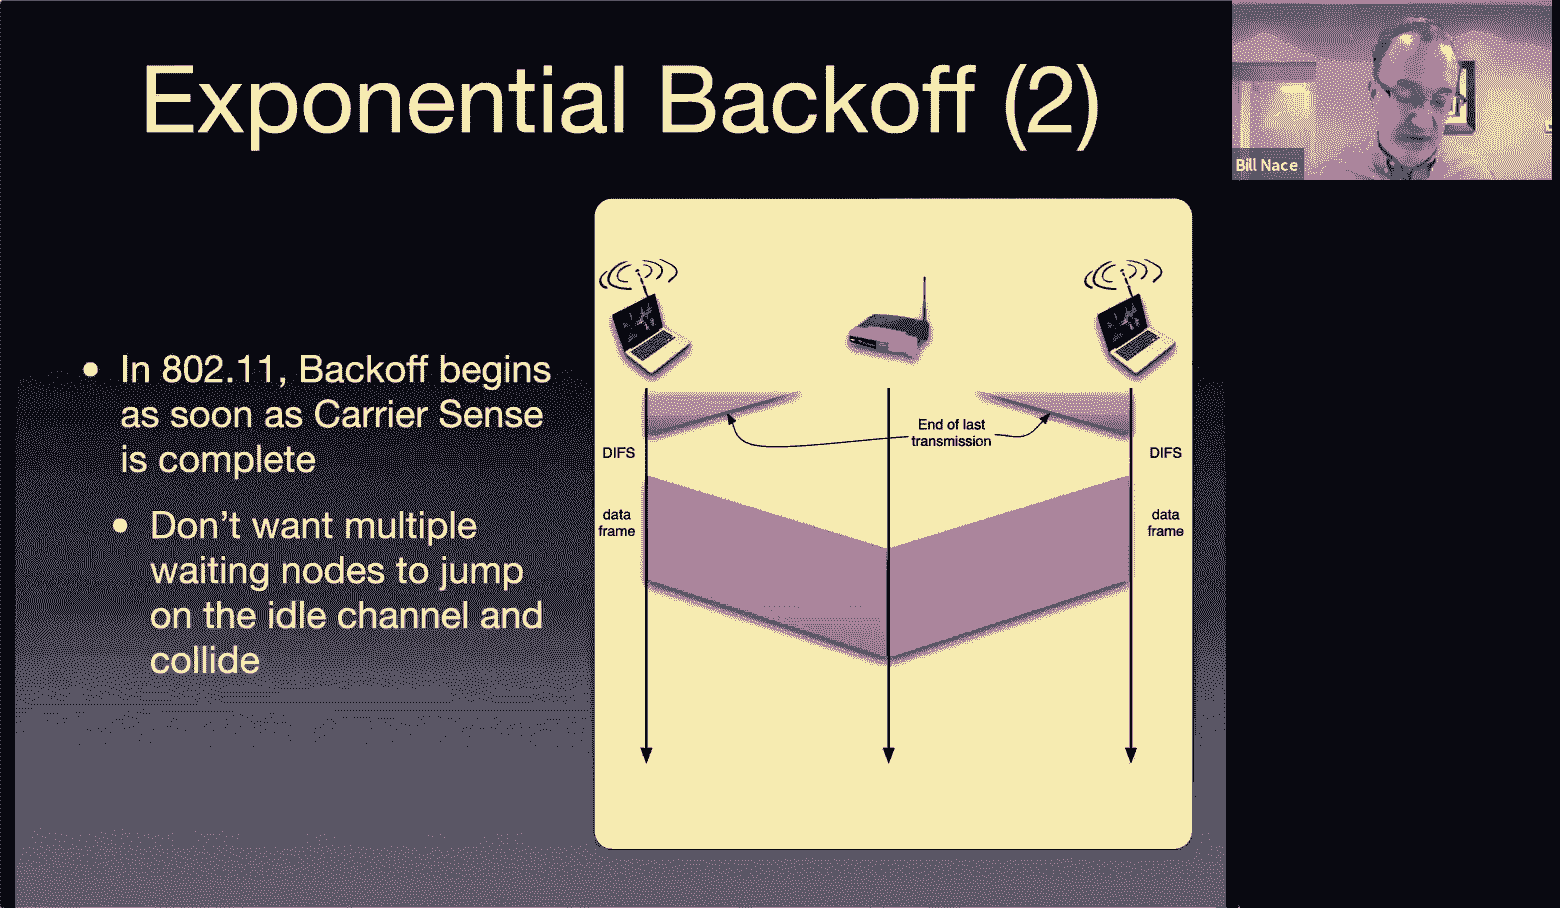 Exponential Backoff (2)
Bill Nace
• In 802.11, Backoff begins
as soon as Carrier Sense
is complete
• Don't want multiple
waiting nodes to jump
on the idle channel and
collide
End of last
transmission
DIFS
DIFS
data
frame
data
frame